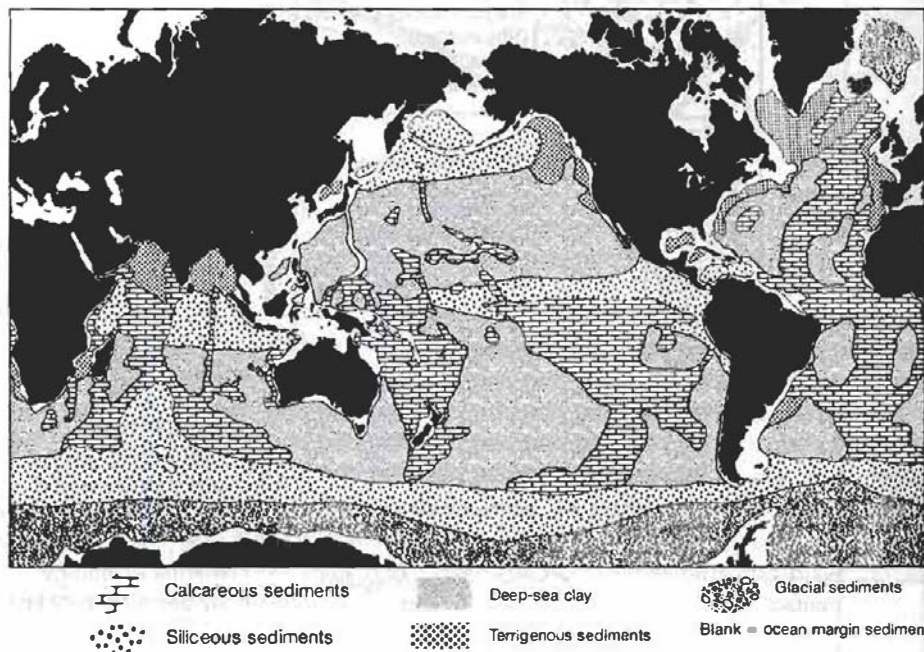 Calcareous sediments
Deep-sea clay
Glacial sediments
Siliceous sediments
Terrigenous sediments
Blank = ocean margin sedimen